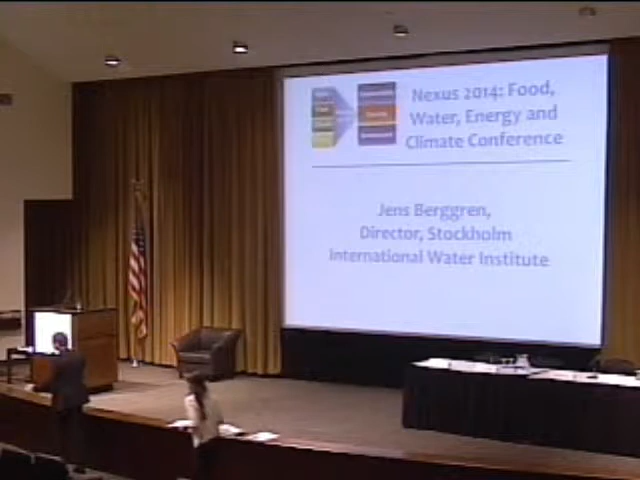 Nexus 2014: Food,
Water, Energy and
Climate Conference
Jens Berggren,
Director, Stockholm
International Water Institute